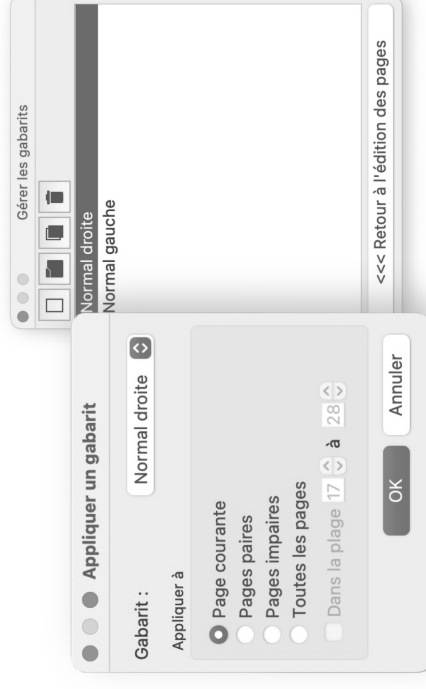 Gérer les gabarits
Normal droite
Normal gauche
<<< Retour à l'édition des pages
Appliquer un gabarit
Gabarit :
Normal droite
Appliquer à
Page courante
Pages paires
Pages impaires
Toutes les pages
Dans la plage 17 à 28
OK
Annuler